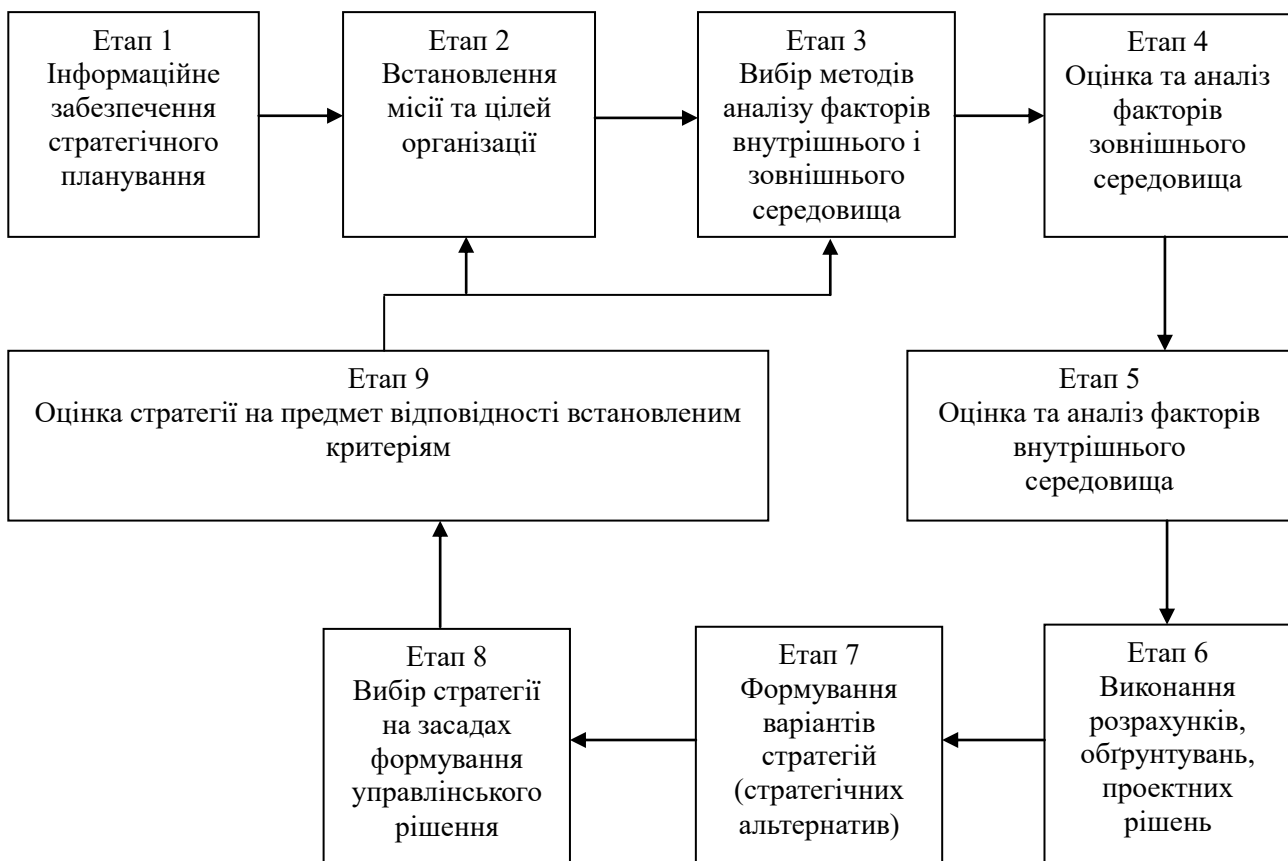 Етап 1
Інформаційне
забезпечення
стратегічного
планування
Етап 2
Встановлення
місії та цілей
організації
Етап 3
Вибір методів
аналізу факторів
внутрішнього і
зовнішнього
середовища
Етап 4
Оцінка та аналіз
факторів
зовнішнього
середовища
Етап 5
Оцінка та аналіз факторів
внутрішнього
середовища
Етап 6
Виконання
розрахунків,
обґрунтувань,
проектних
рішень
Етап 7
Формування
варіантів
стратегій
(стратегічних
альтернатив)
Етап 8
Вибір стратегії
на засадах
формування
управлінського
рішення
Етап 9
Оцінка стратегії на предмет відповідності встановленим
критеріям